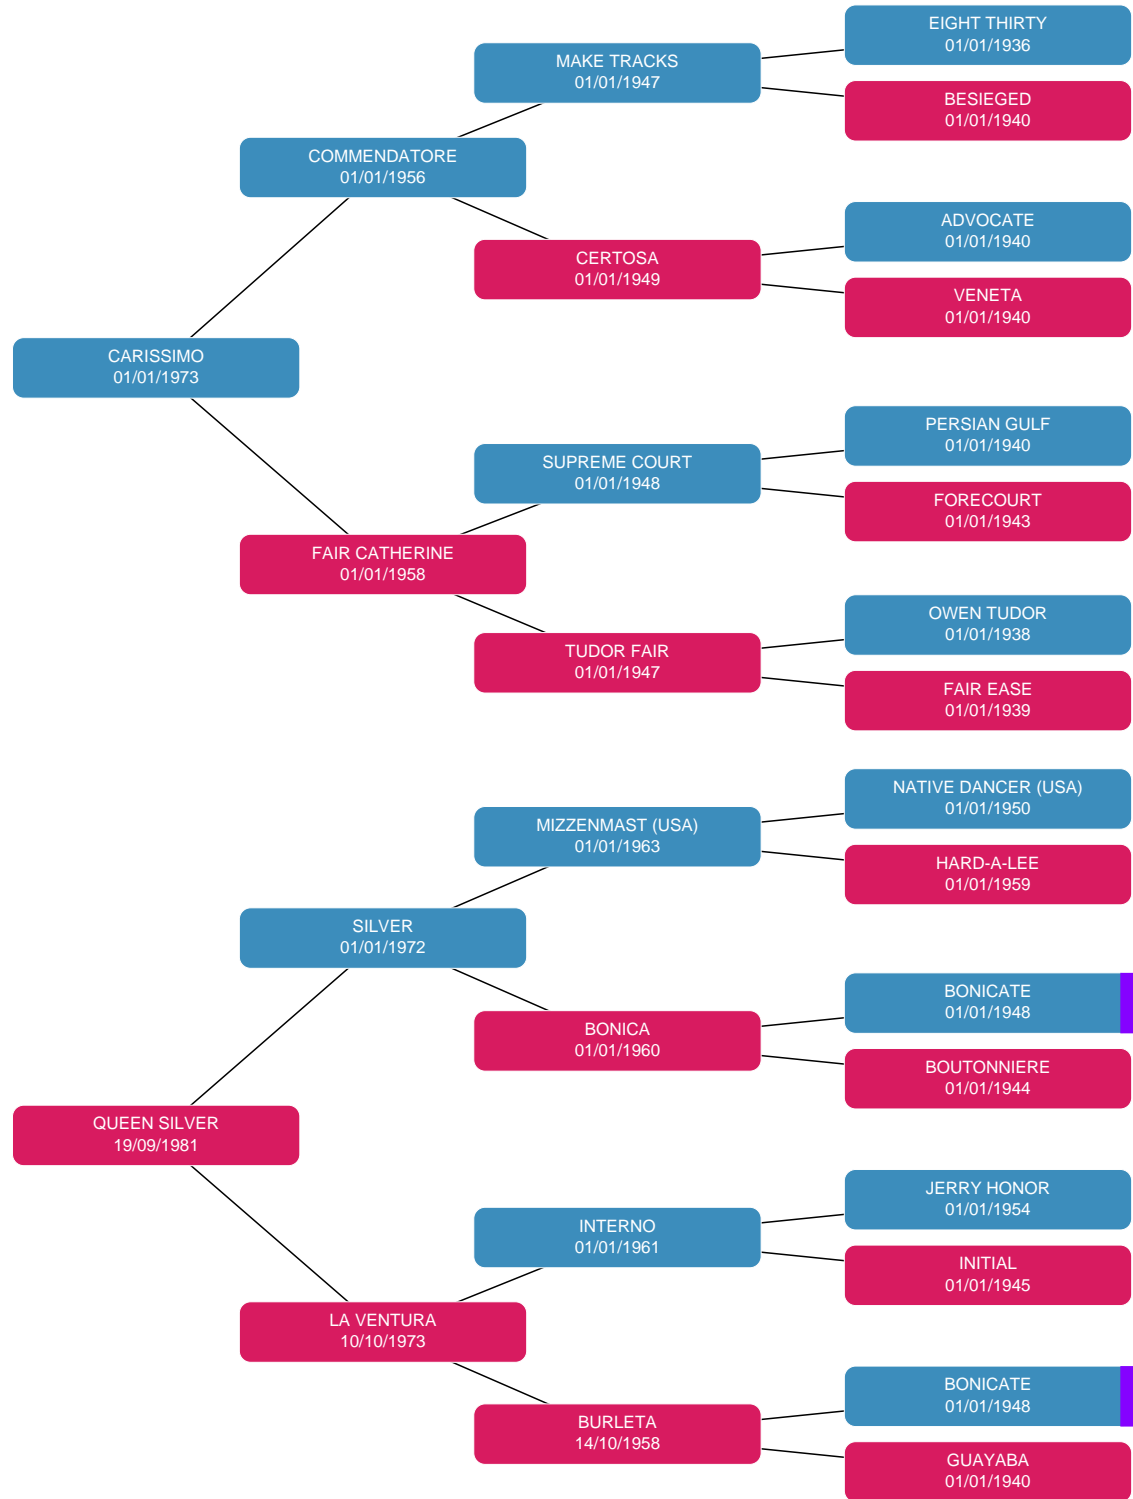 EIGHT THIRTY
01/01/1936
MAKE TRACKS
01/01/1947
BESIEGED
01/01/1940
COMMENDATORE
01/01/1956
ADVOCATE
01/01/1940
CERTOSA
01/01/1949
VENETA
01/01/1940
CARISSIMO
01/01/1973
PERSIAN GULF
01/01/1940
SUPREME COURT
01/01/1948
FORECOURT
01/01/1943
FAIR CATHERINE
01/01/1958
OWEN TUDOR
01/01/1938
TUDOR FAIR
01/01/1947
FAIR EASE
01/01/1939
NATIVE DANCER (USA)
01/01/1950
MIZZENMAST (USA)
01/01/1963
HARD-A-LEE
01/01/1959
SILVER
01/01/1972
BONICATE
01/01/1948
BONICA
01/01/1960
BOUTONNIERE
01/01/1944
QUEEN SILVER
19/09/1981
JERRY HONOR
01/01/1954
INTERNO
01/01/1961
INITIAL
01/01/1945
LA VENTURA
10/10/1973
BONICATE
01/01/1948
BURLETA
14/10/1958
GUAYABA
01/01/1940